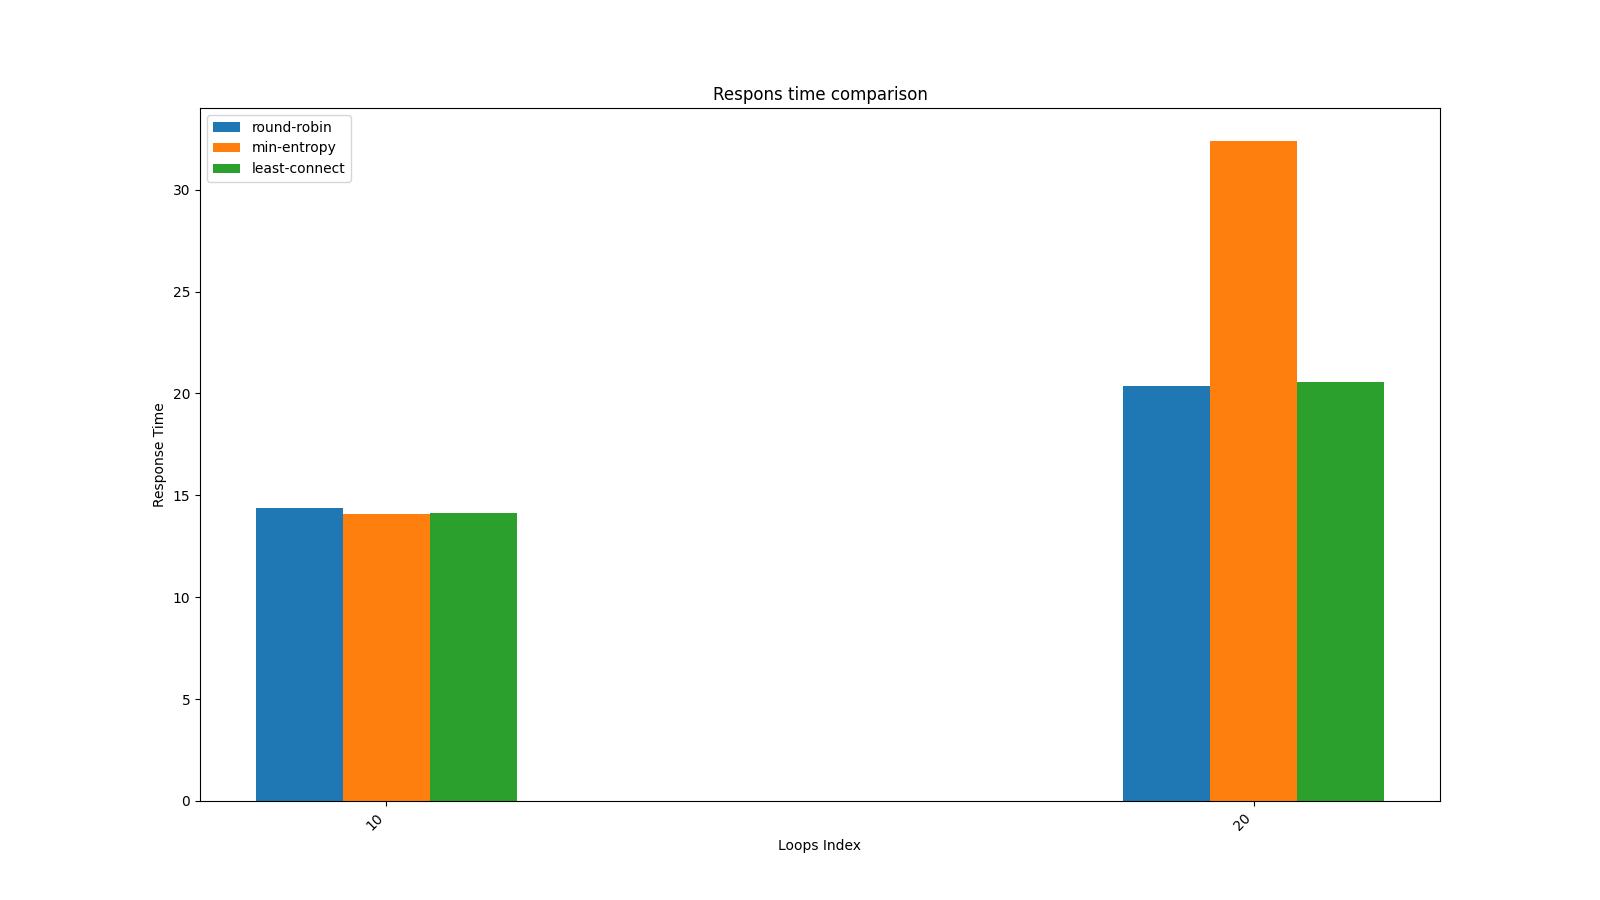 Respons time comparison
round-robin
min-entropy
least-connect
30
25
20
15
10
5
0
Response Time
10
20
Loops Index